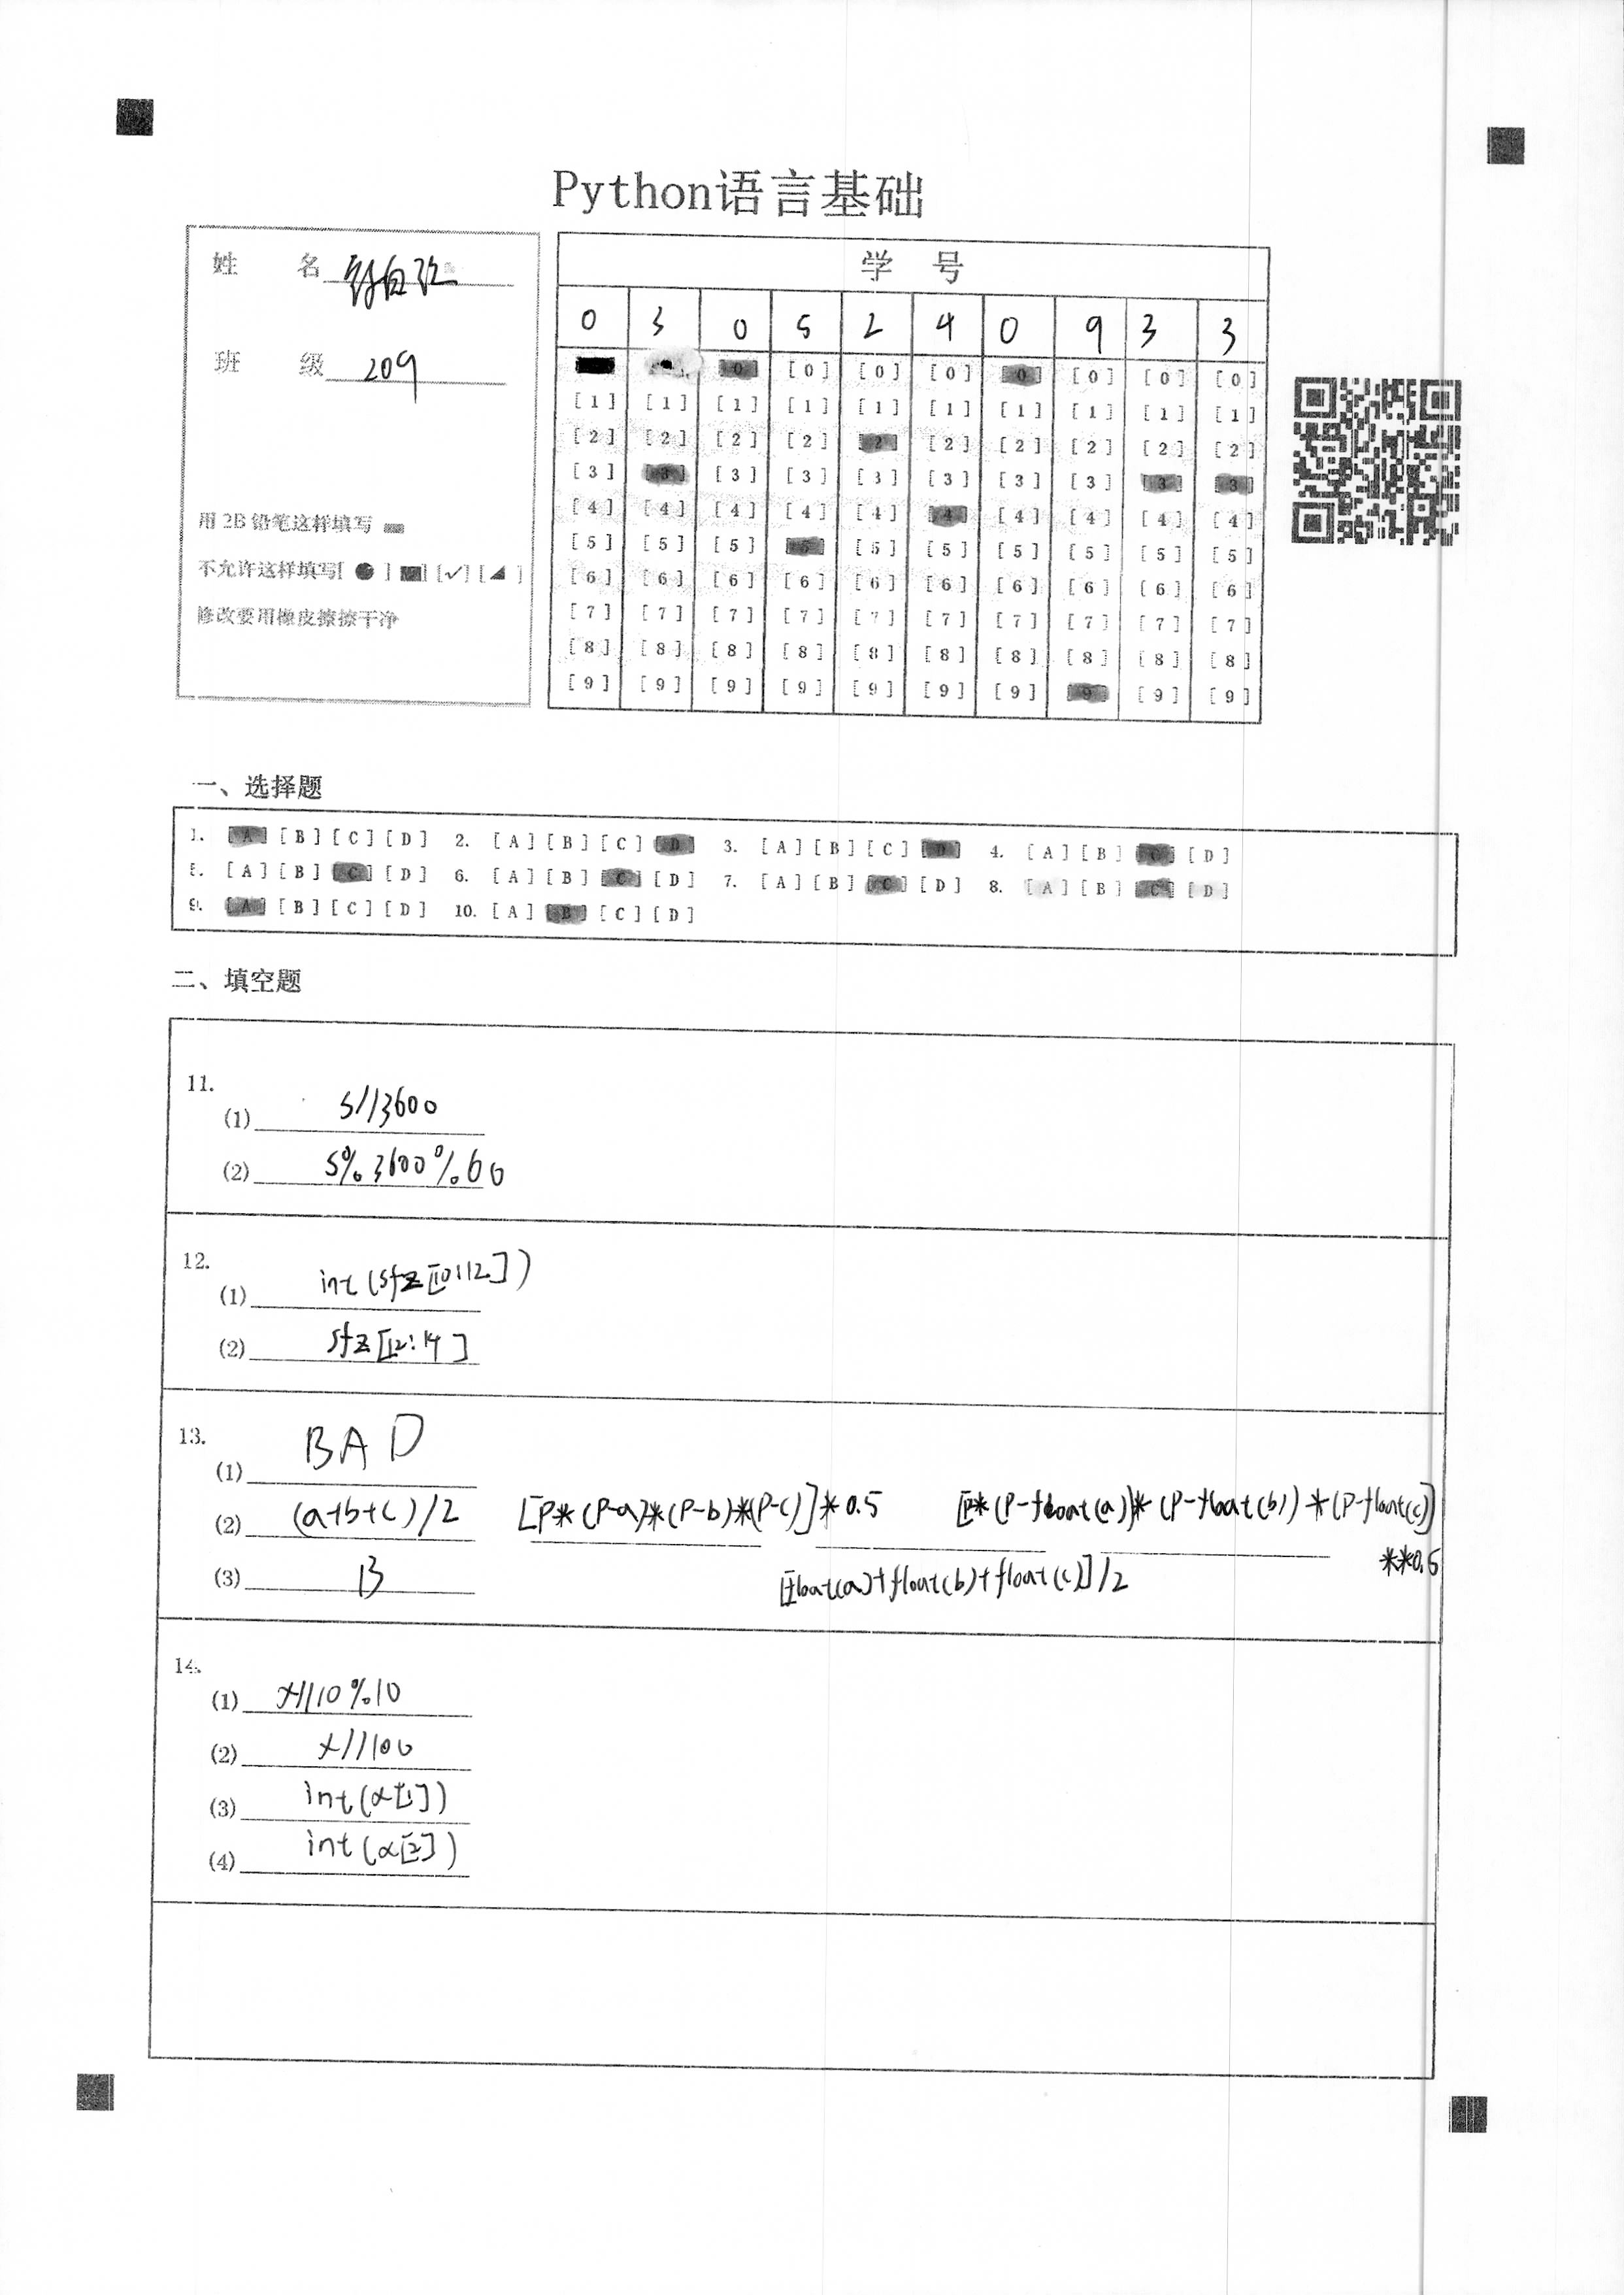 Python语言基础
姓 名
班 级 209
用 2B 铅笔这样填写
不允许这样填写[ ● ] [■] [✓] [◢ ]
修改要用橡皮擦擦干净
学 号
0 3 0 5 2 4 0 9 3 3
[0] [0] [0] [0] [0] [0] [0]
[1] [1] [1] [1] [1] [1] [1] [1] [1] [1]
[2] [2] [2] [2] [2] [2] [2] [2] [2] [2]
[3] [3] [3] [3] [3] [3] [3] [3] [3] [3]
[4] [4] [4] [4] [4] [4] [4] [4] [4] [4]
[5] [5] [5] [5] [5] [5] [5] [5] [5]
[6] [6] [6] [6] [6] [6] [6] [6] [6] [6]
[7] [7] [7] [7] [7] [7] [7] [7] [7] [7]
[8] [8] [8] [8] [8] [8] [8] [8] [8] [8]
[9] [9] [9] [9] [9] [9] [9] [9] [9] [9]
一、选择题
1. [A] [B] [C] [D] 2. [A] [B] [C] [D] 3. [A] [B] [C] [D] 4. [A] [B] [C] [D]
5. [A] [B] [C] [D] 6. [A] [B] [C] [D] 7. [A] [B] [C] [D] 8. [A] [B] [C] [D]
9. [A] [B] [C] [D] 10. [A] [B] [C] [D]
二、填空题
11.
(1) s//3600
(2) s%3600%60
12.
(1) int(sfz[10:12])
(2) sfz[12:14]
13.
(1) BAD
(2) (a+b+c)/2 [P*(P-a)*(P-b)*(P-c)]*0.5 [P*(P-float(a))*(P-float(b))*(P-float(c)]
**0.5
(3) B [float(a)+float(b)+float(c)]/2
14.
(1) x//10%10
(2) x//100
(3) int(x[1])
(4) int(x[2])